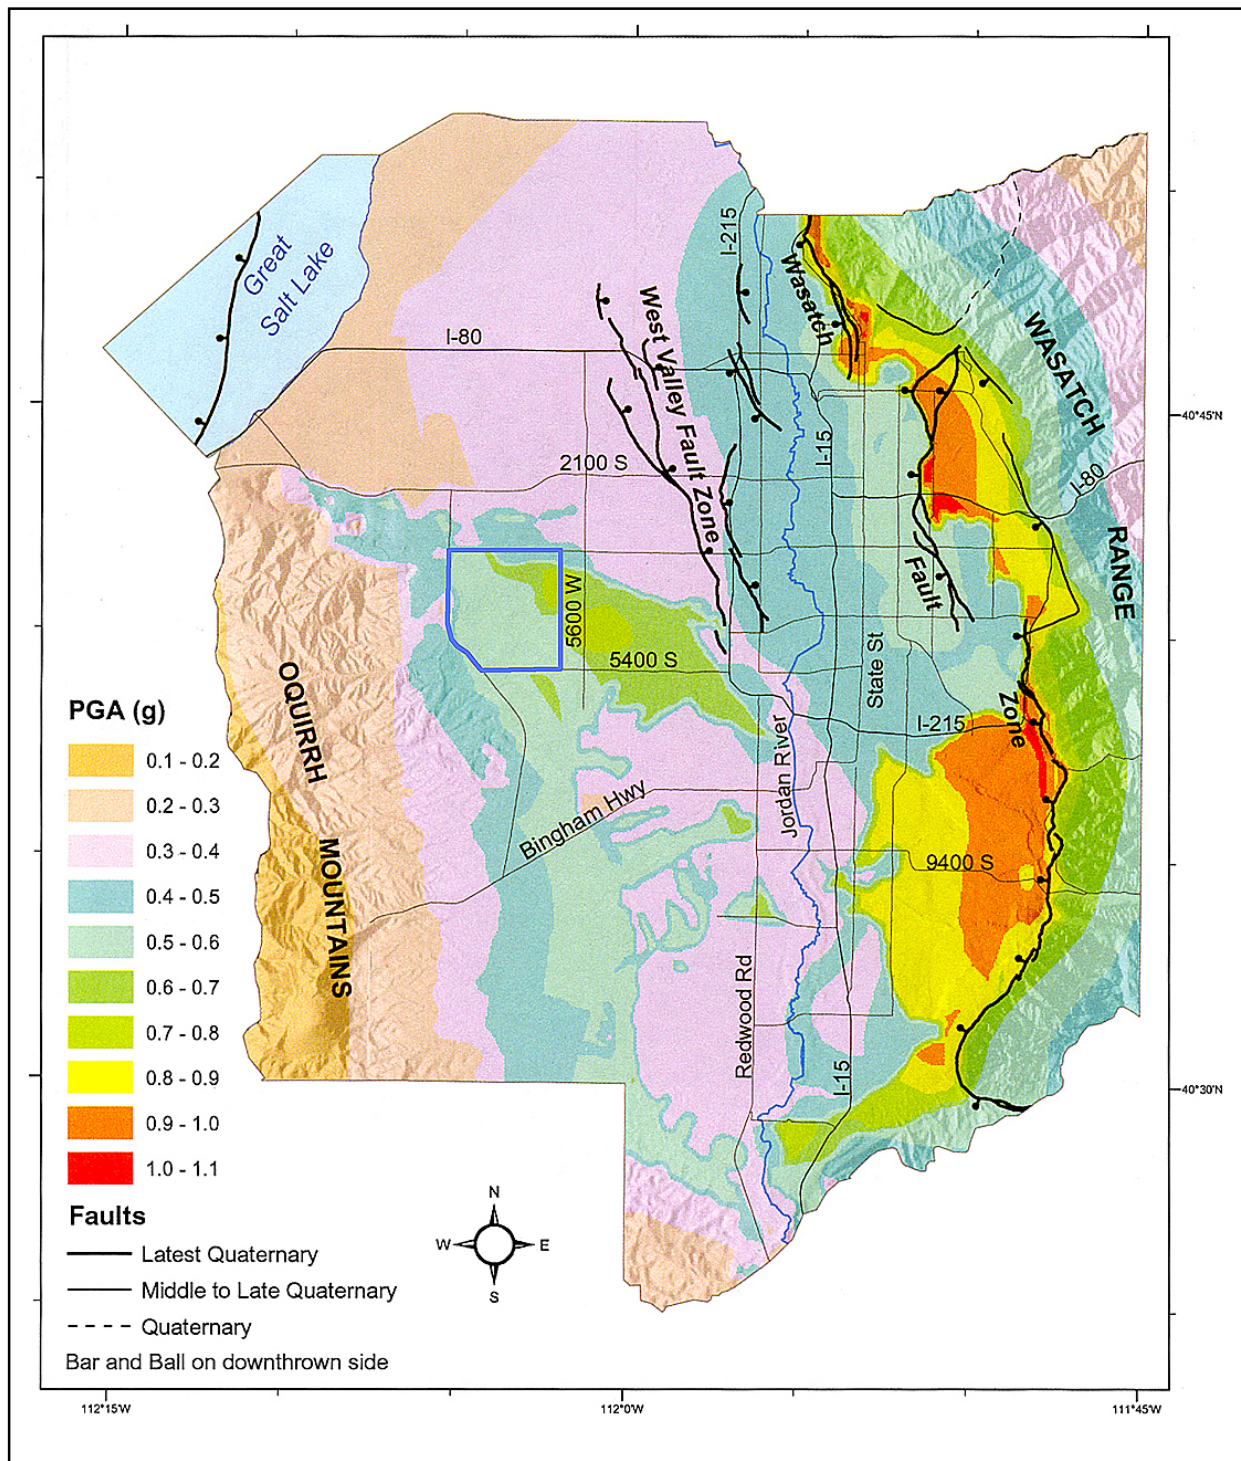 Great
Salt Lake
I-80
West Valley Fault Zone
I-215
Wasatch
WASATCH
RANGE
40°45'N
I-80
2100 S
I-15
Fault
5600 W
5400 S
State St
OQUIRRH
MOUNTAINS
Zone
I-215
Jordan River
Bingham Hwy
9400 S
Redwood Rd
I-15
40°30'N
PGA (g)
0.1 - 0.2
0.2 - 0.3
0.3 - 0.4
0.4 - 0.5
0.5 - 0.6
0.6 - 0.7
0.7 - 0.8
0.8 - 0.9
0.9 - 1.0
1.0 - 1.1
Faults
Latest Quaternary
Middle to Late Quaternary
Quaternary
Bar and Ball on downthrown side
N
W E
S
112°15'W
112°0'W
111°45'W